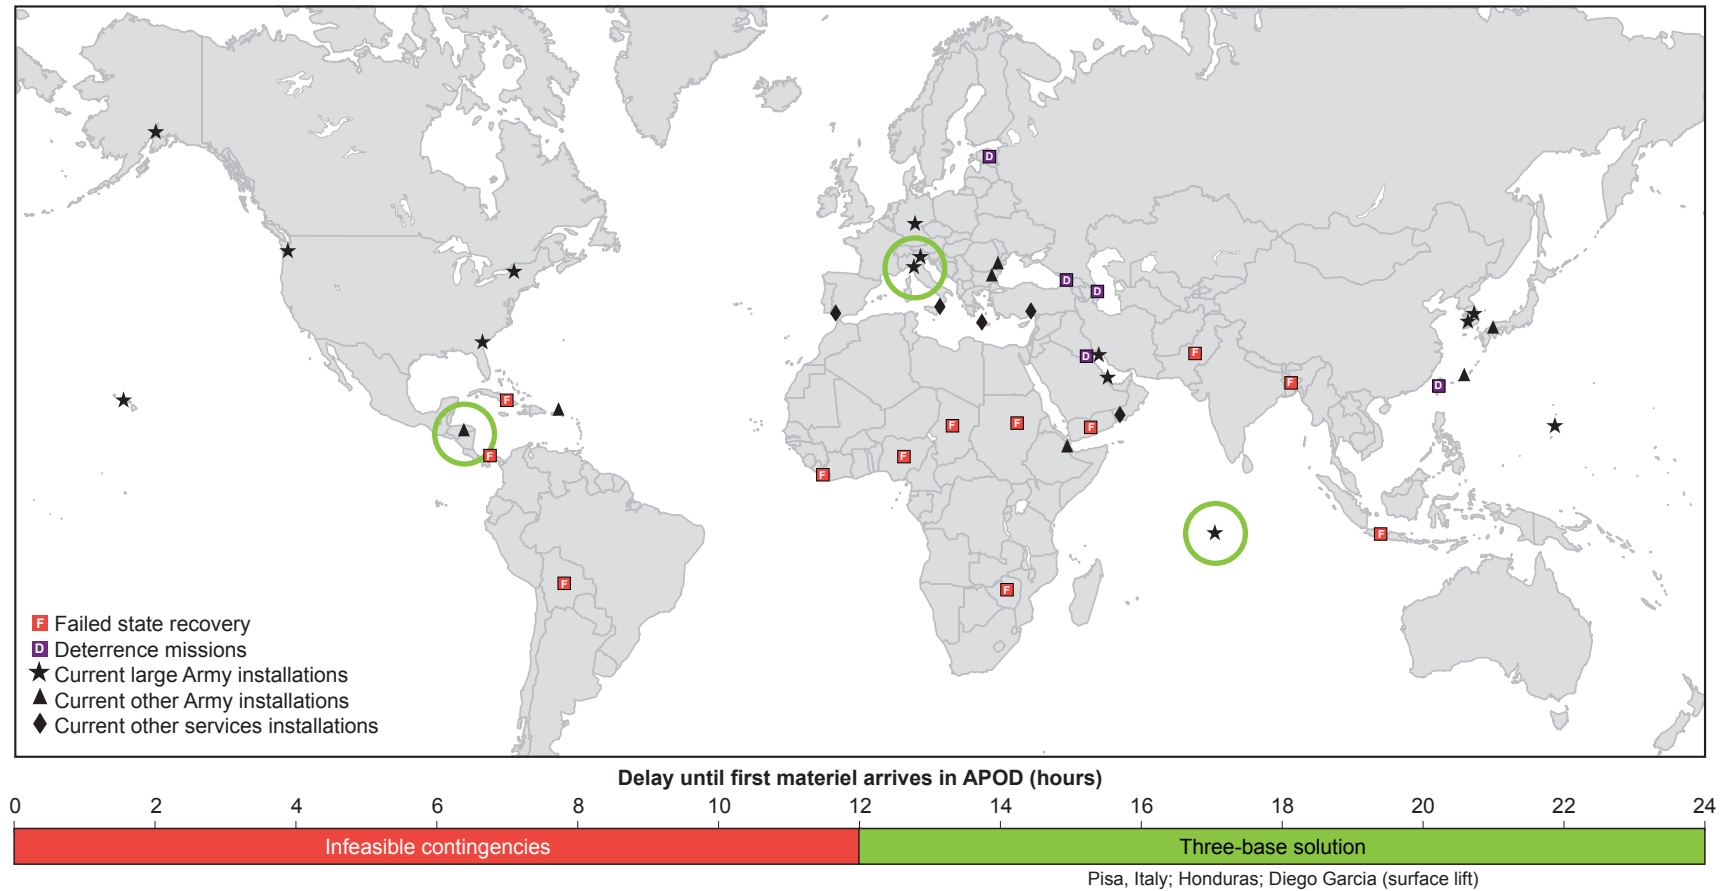 D
D
D
F
D
F
D
F
F
F
F
F
F
F
F
F
F
F Failed state recovery
D Deterrence missions
Current large Army installations
Current other Army installations
Current other services installations
Delay until first materiel arrives in APOD (hours)
0 2 4 6 8 10 12 14 16 18 20 22 24
Infeasible contingencies Three-base solution
Pisa, Italy; Honduras; Diego Garcia (surface lift)